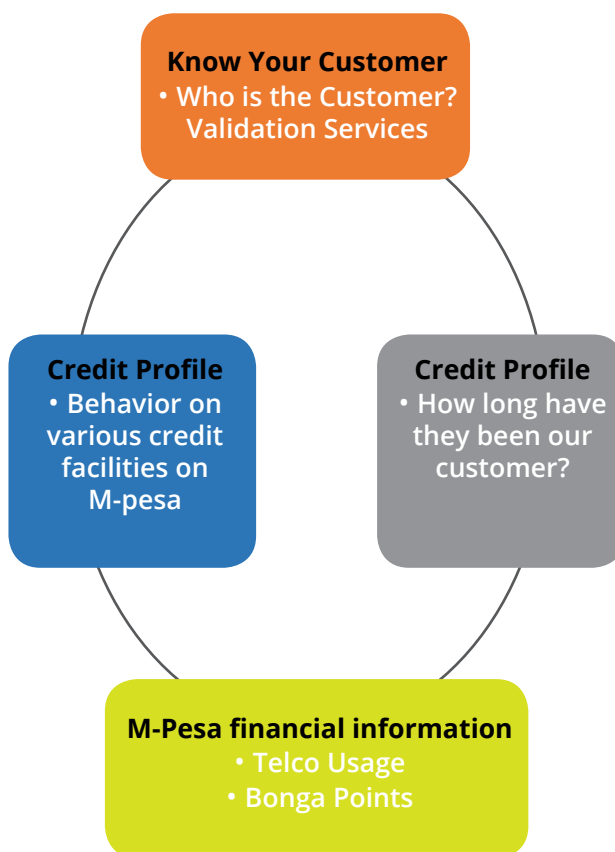 Know Your Customer
• Who is the Customer?
Validation Services
Credit Profile
• Behavior on
various credit
facilities on
M-pesa
Credit Profile
• How long have
they been our
customer?
M-Pesa financial information
• Telco Usage
• Bonga Points